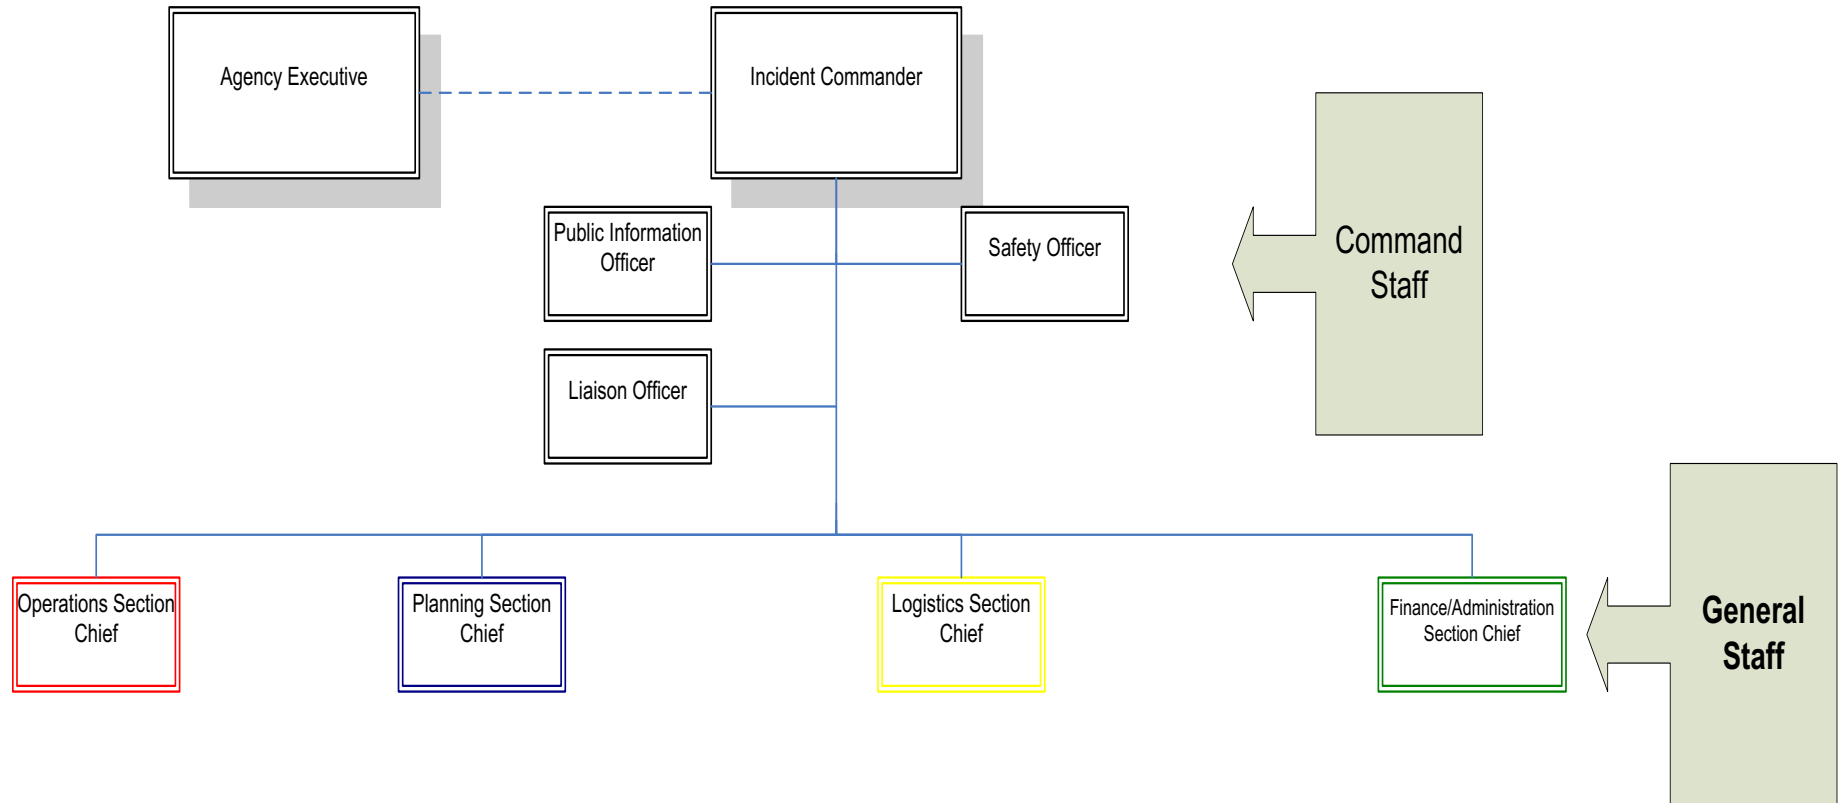 Agency Executive
Incident Commander
Public Information
Officer
Safety Officer
Command
Staff
Liaison Officer
Operations Section
Chief
Planning Section
Chief
Logistics Section
Chief
Finance/Administration
Section Chief
General
Staff